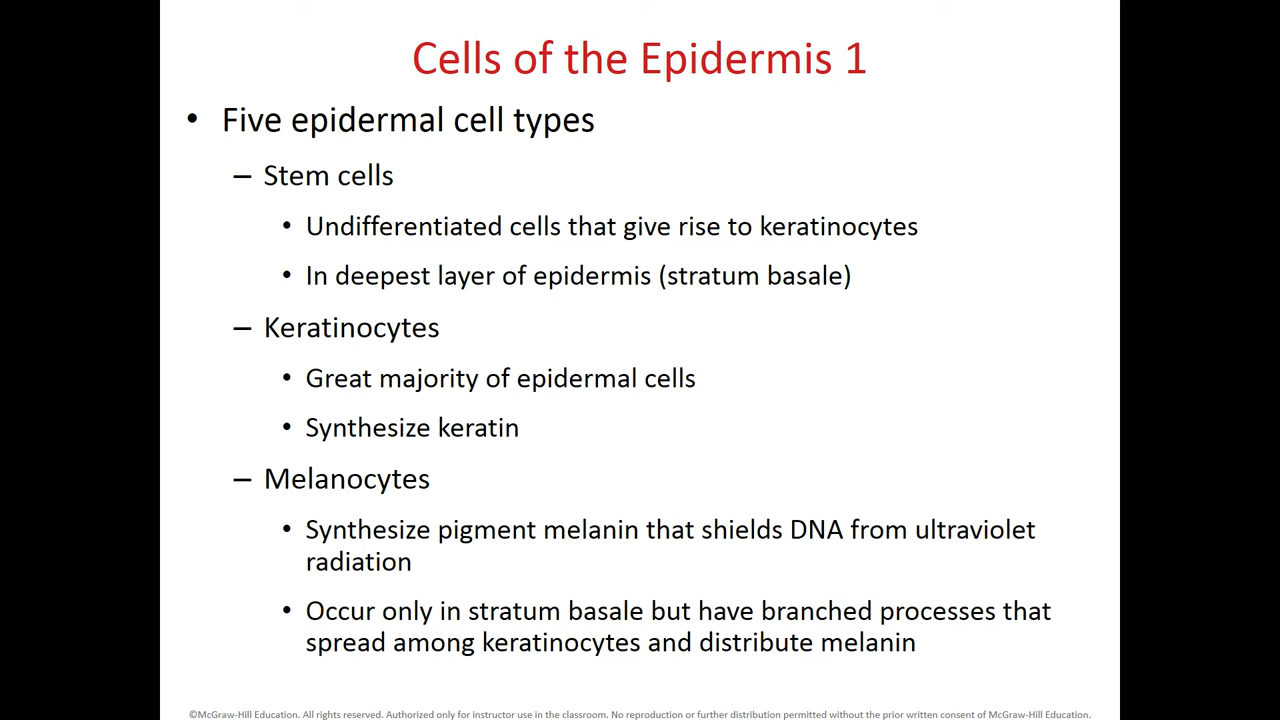 Cells of the Epidermis 1
• Five epidermal cell types
– Stem cells
• Undifferentiated cells that give rise to keratinocytes
• In deepest layer of epidermis (stratum basale)
– Keratinocytes
• Great majority of epidermal cells
• Synthesize keratin
– Melanocytes
• Synthesize pigment melanin that shields DNA from ultraviolet
radiation
• Occur only in stratum basale but have branched processes that
spread among keratinocytes and distribute melanin
©McGraw-Hill Education. All rights reserved. Authorized only for instructor use in the classroom. No reproduction or further distribution permitted without the prior written consent of McGraw-Hill Education.